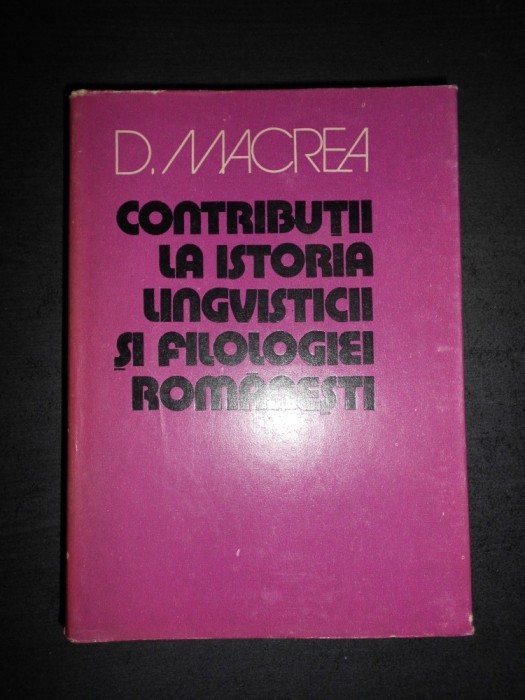 D. MACREA
CONTRIBUȚII
LA ISTORIA
LINGVISTICII
ȘI FILOLOGIEI
ROMÂNEȘTI